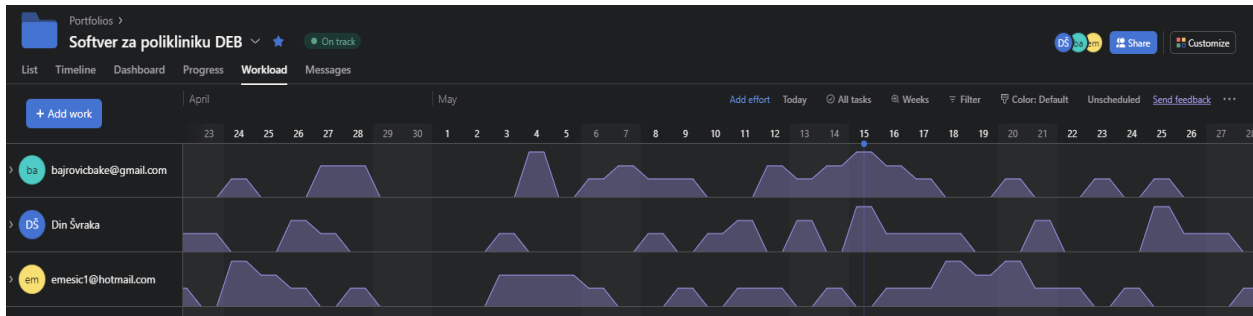 Portfolios >
Softver za polikliniku DEB
On track
DŠ ba em Share Customize
List Timeline Dashboard Progress Workload Messages
+ Add work
April May Add effort Today All tasks Weeks Filter Color: Default Unscheduled Send feedback ...
23 24 25 26 27 28 29 30 1 2 3 4 5 6 7 8 9 10 11 12 13 14 15 16 17 18 19 20 21 22 23 24 25 26 27
ba bajrovicbake@gmail.com
DŠ Din Švraka
em emesic1@hotmail.com